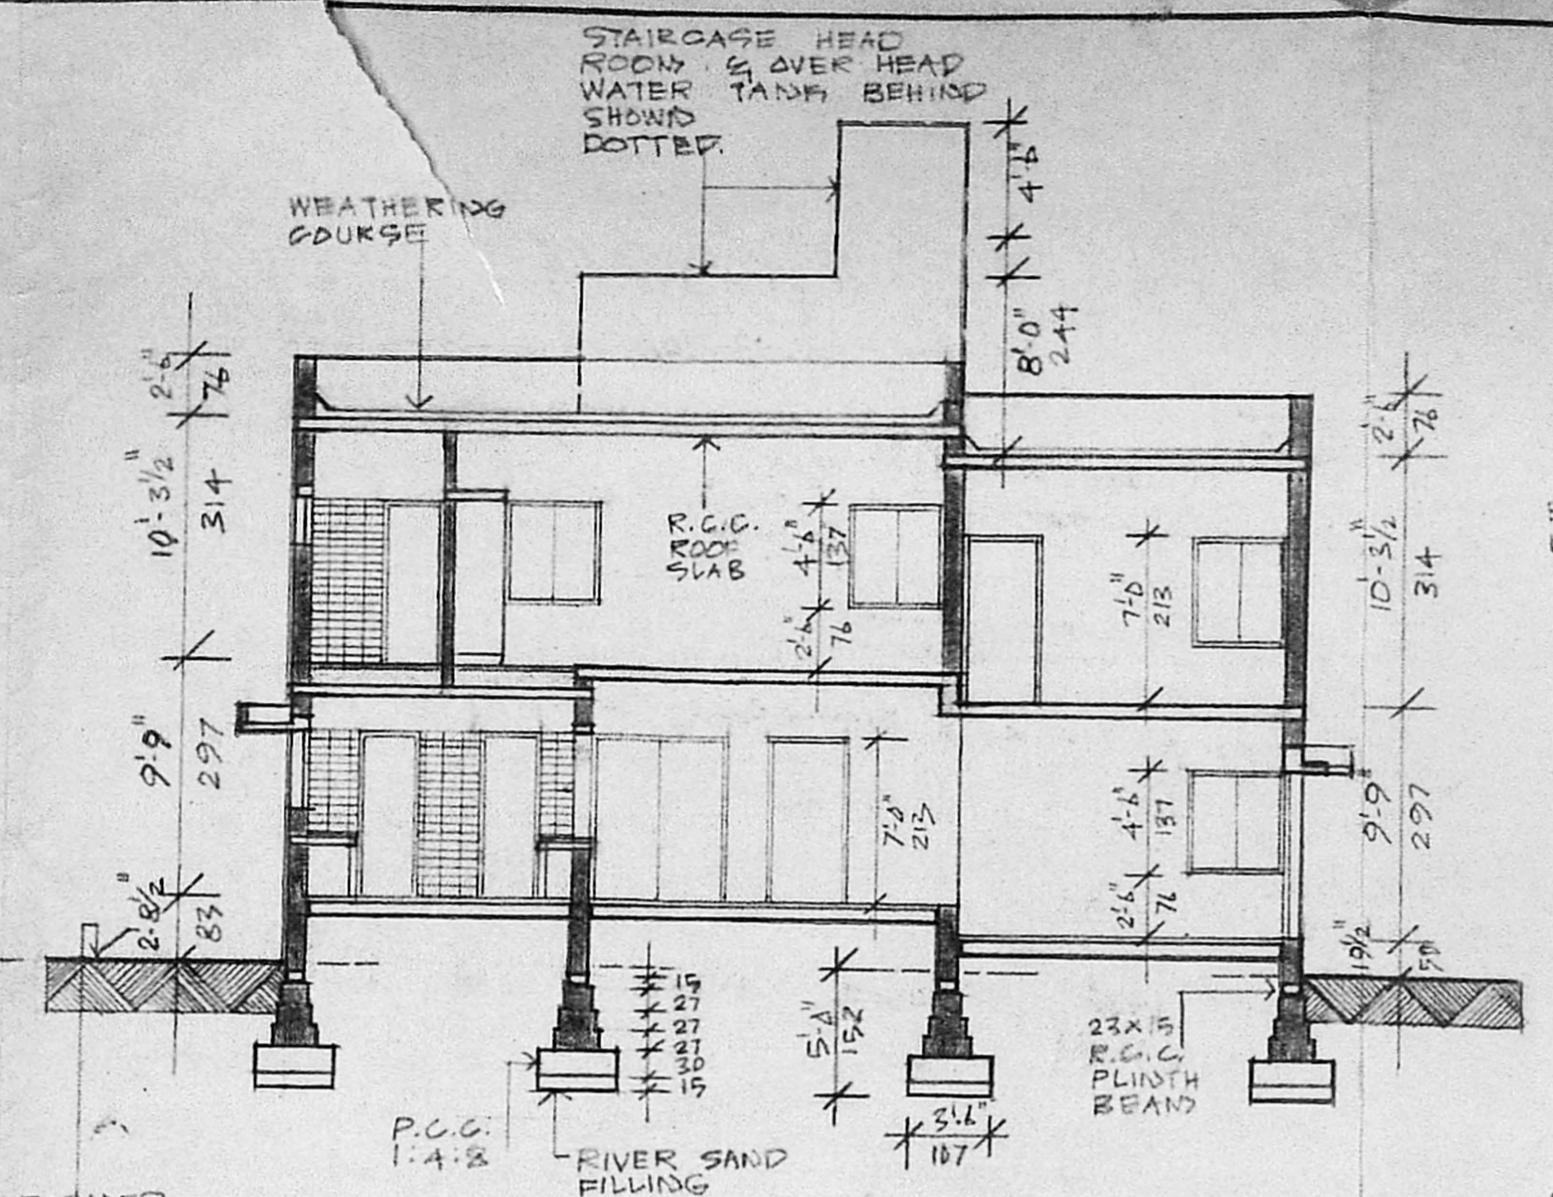 STAIRCASE HEAD
ROOM & OVER HEAD
WATER TANK BEHIND
SHOWN
DOTTED.
WEATHERING
COURSE
4'-6"
8'-0"
244
2'-6"
76
10'-3½"
314
9'-9"
297
2'-8½"
83
R.C.C.
ROOF
SLAB
4'-6"
137
2'-6"
76
7'-0"
213
2'-6"
76
10'-3½"
314
9'-9"
297
19½"
50
7'-0"
213
4'-6"
137
2'-6"
76
15
27
27
27
30
15
5'-0"
152
23 x 15
R.C.C.
PLINTH
BEAM
3'-6"
107
P.C.C.
1:4:8
RIVER SAND
FILLING